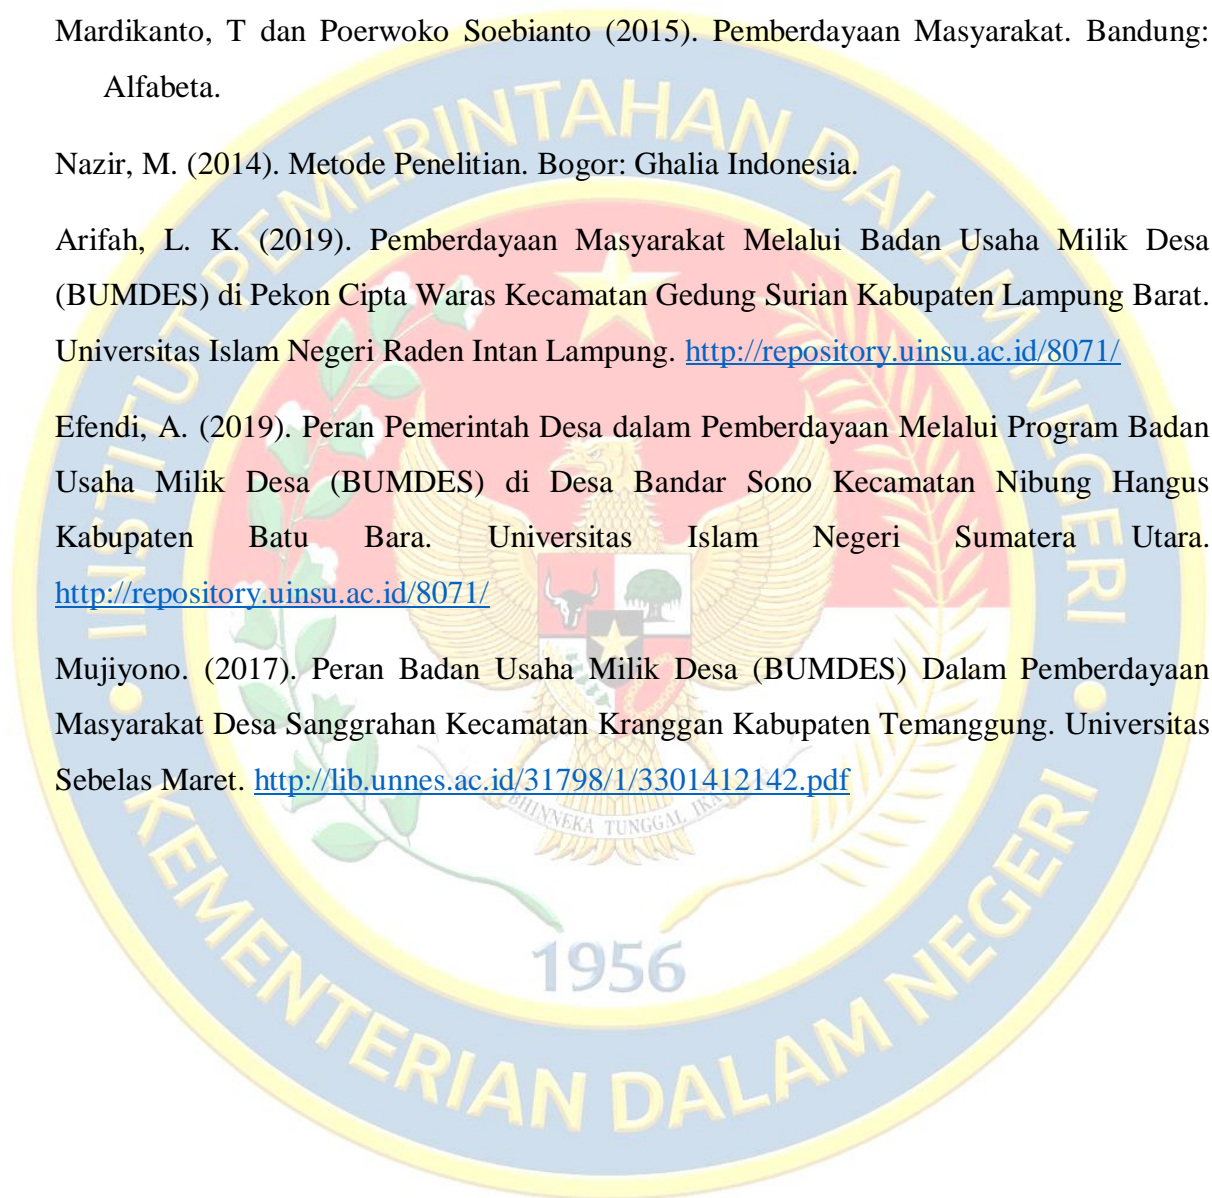 Mardikanto, T dan Poerwoko Soebianto (2015). Pemberdayaan Masyarakat. Bandung:
Alfabeta.
Nazir, M. (2014). Metode Penelitian. Bogor: Ghalia Indonesia.
Arifah, L. K. (2019). Pemberdayaan Masyarakat Melalui Badan Usaha Milik Desa
(BUMDES) di Pekon Cipta Waras Kecamatan Gedung Surian Kabupaten Lampung Barat.
Universitas Islam Negeri Raden Intan Lampung. http://repository.uinsu.ac.id/8071/
Efendi, A. (2019). Peran Pemerintah Desa dalam Pemberdayaan Melalui Program Badan
Usaha Milik Desa (BUMDES) di Desa Bandar Sono Kecamatan Nibung Hangus
Kabupaten Batu Bara. Universitas Islam Negeri Sumatera Utara.
http://repository.uinsu.ac.id/8071/
Mujiyono. (2017). Peran Badan Usaha Milik Desa (BUMDES) Dalam Pemberdayaan
Masyarakat Desa Sanggrahan Kecamatan Kranggan Kabupaten Temanggung. Universitas
Sebelas Maret. http://lib.unnes.ac.id/31798/1/3301412142.pdf
INSTITUT PEMERINTAHAN DALAM NEGERI
BHINNEKA TUNGGAL IKA
1956
KEMENTERIAN DALAM NEGERI